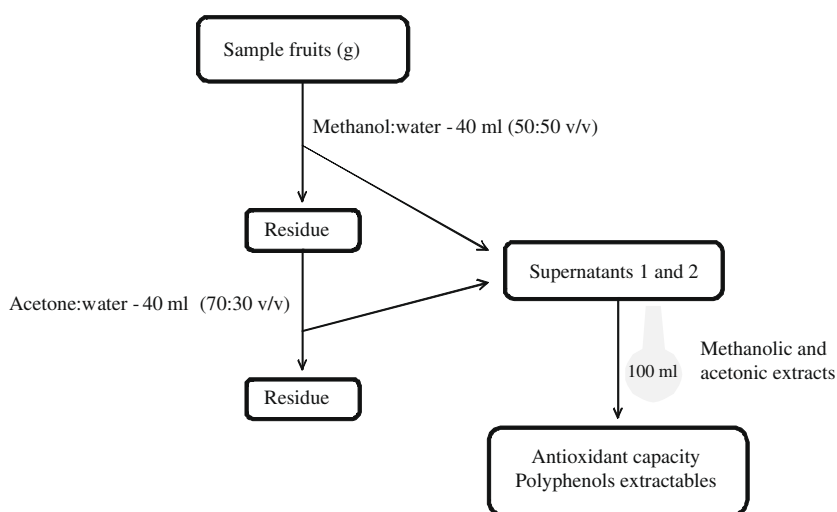 Sample fruits (g)
Methanol:water - 40 ml (50:50 v/v)
Residue
Supernatants 1 and 2
Acetone:water - 40 ml (70:30 v/v)
Methanolic and
acetonic extracts
100 ml
Residue
Antioxidant capacity
Polyphenols extractables